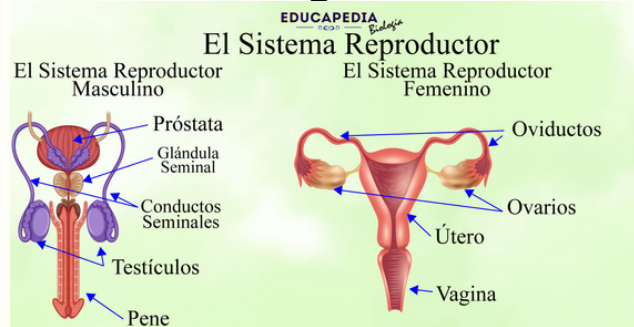 EDUCAPEDIA
Biología
El Sistema Reproductor
El Sistema Reproductor
Masculino
Próstata
Glándula
Seminal
Conductos
Seminales
Testículos
Pene
El Sistema Reproductor
Femenino
Oviductos
Ovarios
Útero
Vagina